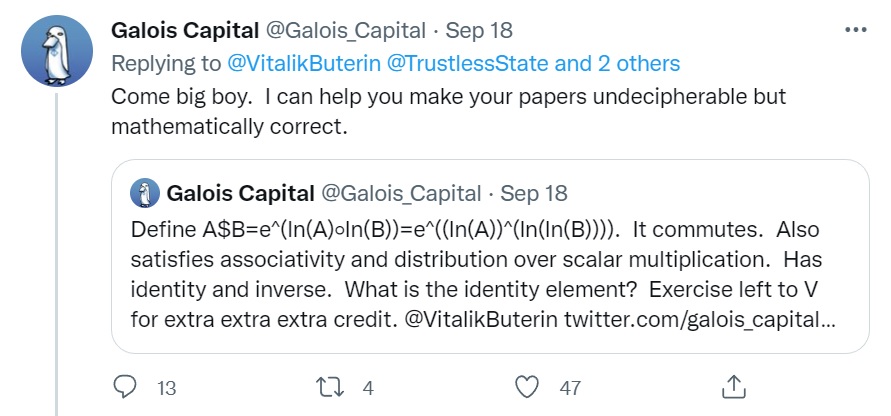 Galois Capital @Galois_Capital · Sep 18
Replying to @VitalikButerin @TrustlessState and 2 others
Come big boy.  I can help you make your papers undecipherable but
mathematically correct.
Galois Capital @Galois_Capital · Sep 18
Define A$B=e^(ln(A)∘ln(B))=e^((ln(A))^(ln(ln(B)))).  It commutes.  Also
satisfies associativity and distribution over scalar multiplication.  Has
identity and inverse.  What is the identity element?  Exercise left to V
for extra extra extra credit. @VitalikButerin twitter.com/galois_capital...
13 4 47